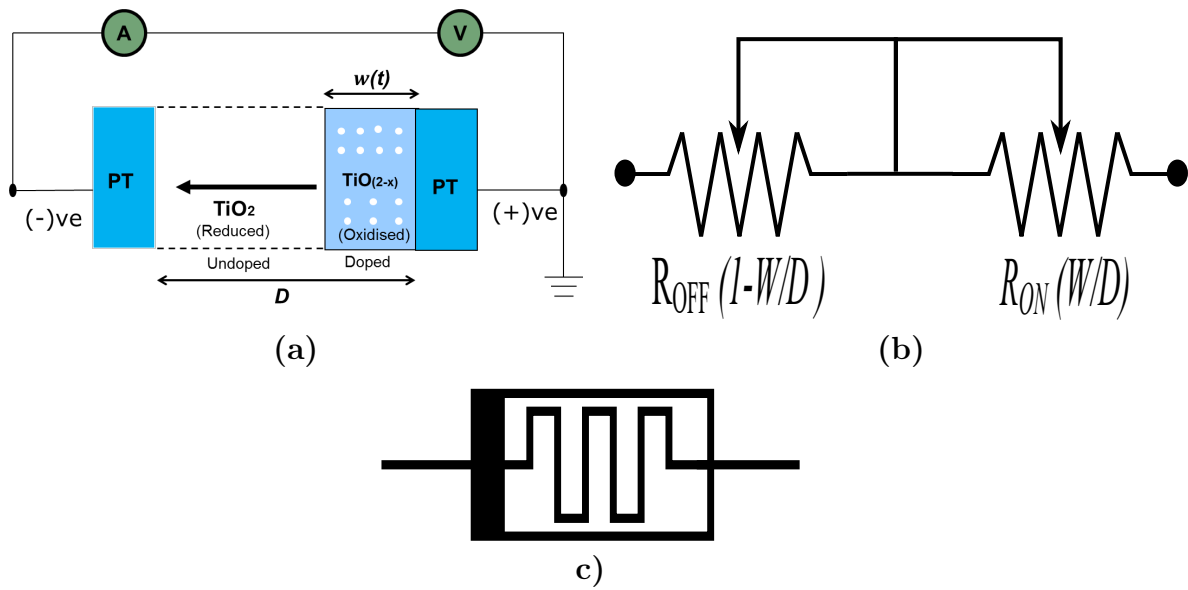 A
V
w(t)
PT
TiO(2-x)
PT
TiO2
(-)ve
(+)ve
(Reduced)
(Oxidised)
Undoped
Doped
D
(a)
ROFF (1-W/D )
RON (W/D)
(b)
c)